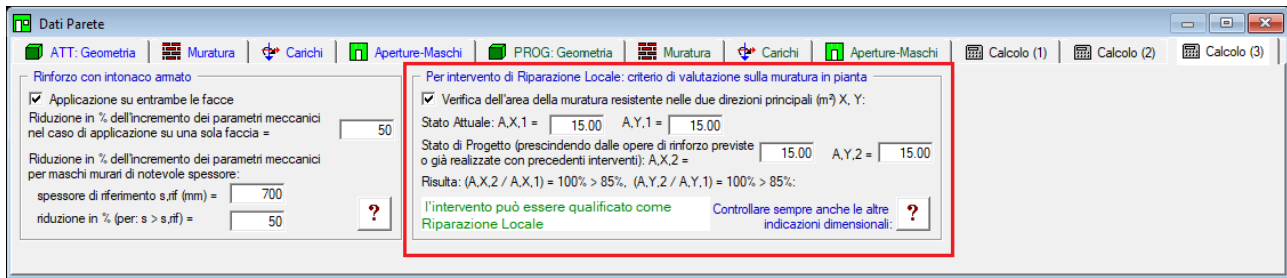 Dati Parete
ATT: Geometria Muratura Carichi Aperture-Maschi PROG: Geometria Muratura Carichi Aperture-Maschi Calcolo (1) Calcolo (2) Calcolo (3)
Rinforzo con intonaco armato
Applicazione su entrambe le facce
Riduzione in % dell'incremento dei parametri meccanici
nel caso di applicazione su una sola faccia = 50
Riduzione in % dell'incremento dei parametri meccanici
per maschi murari di notevole spessore:
spessore di riferimento s,rif (mm) = 700
riduzione in % (per: s > s,rif) = 50
?
Per intervento di Riparazione Locale: criterio di valutazione sulla muratura in pianta
Verifica dell'area della muratura resistente nelle due direzioni principali (m²) X, Y:
Stato Attuale: A,X,1 = 15.00 A,Y,1 = 15.00
Stato di Progetto (prescindendo dalle opere di rinforzo previste
o già realizzate con precedenti interventi): A,X,2 = 15.00 A,Y,2 = 15.00
Risulta: (A,X,2 / A,X,1) = 100% > 85%, (A,Y,2 / A,Y,1) = 100% > 85%:
l'intervento può essere qualificato come
Riparazione Locale
Controllare sempre anche le altre
indicazioni dimensionali: ?